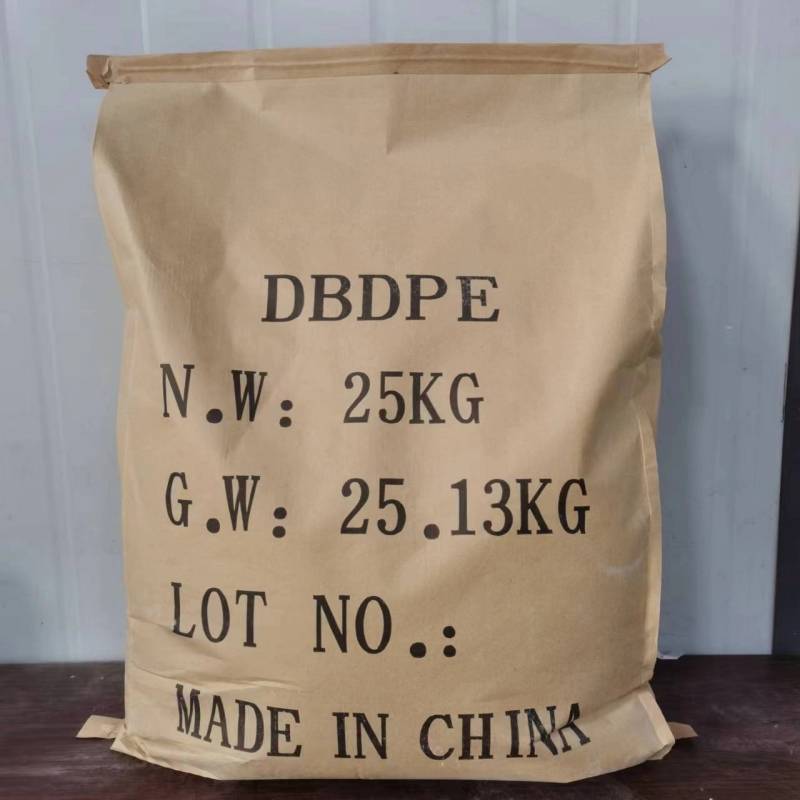 DBDPE
N.W: 25KG
G.W: 25.13KG
LOT NO.:
MADE IN CHINA